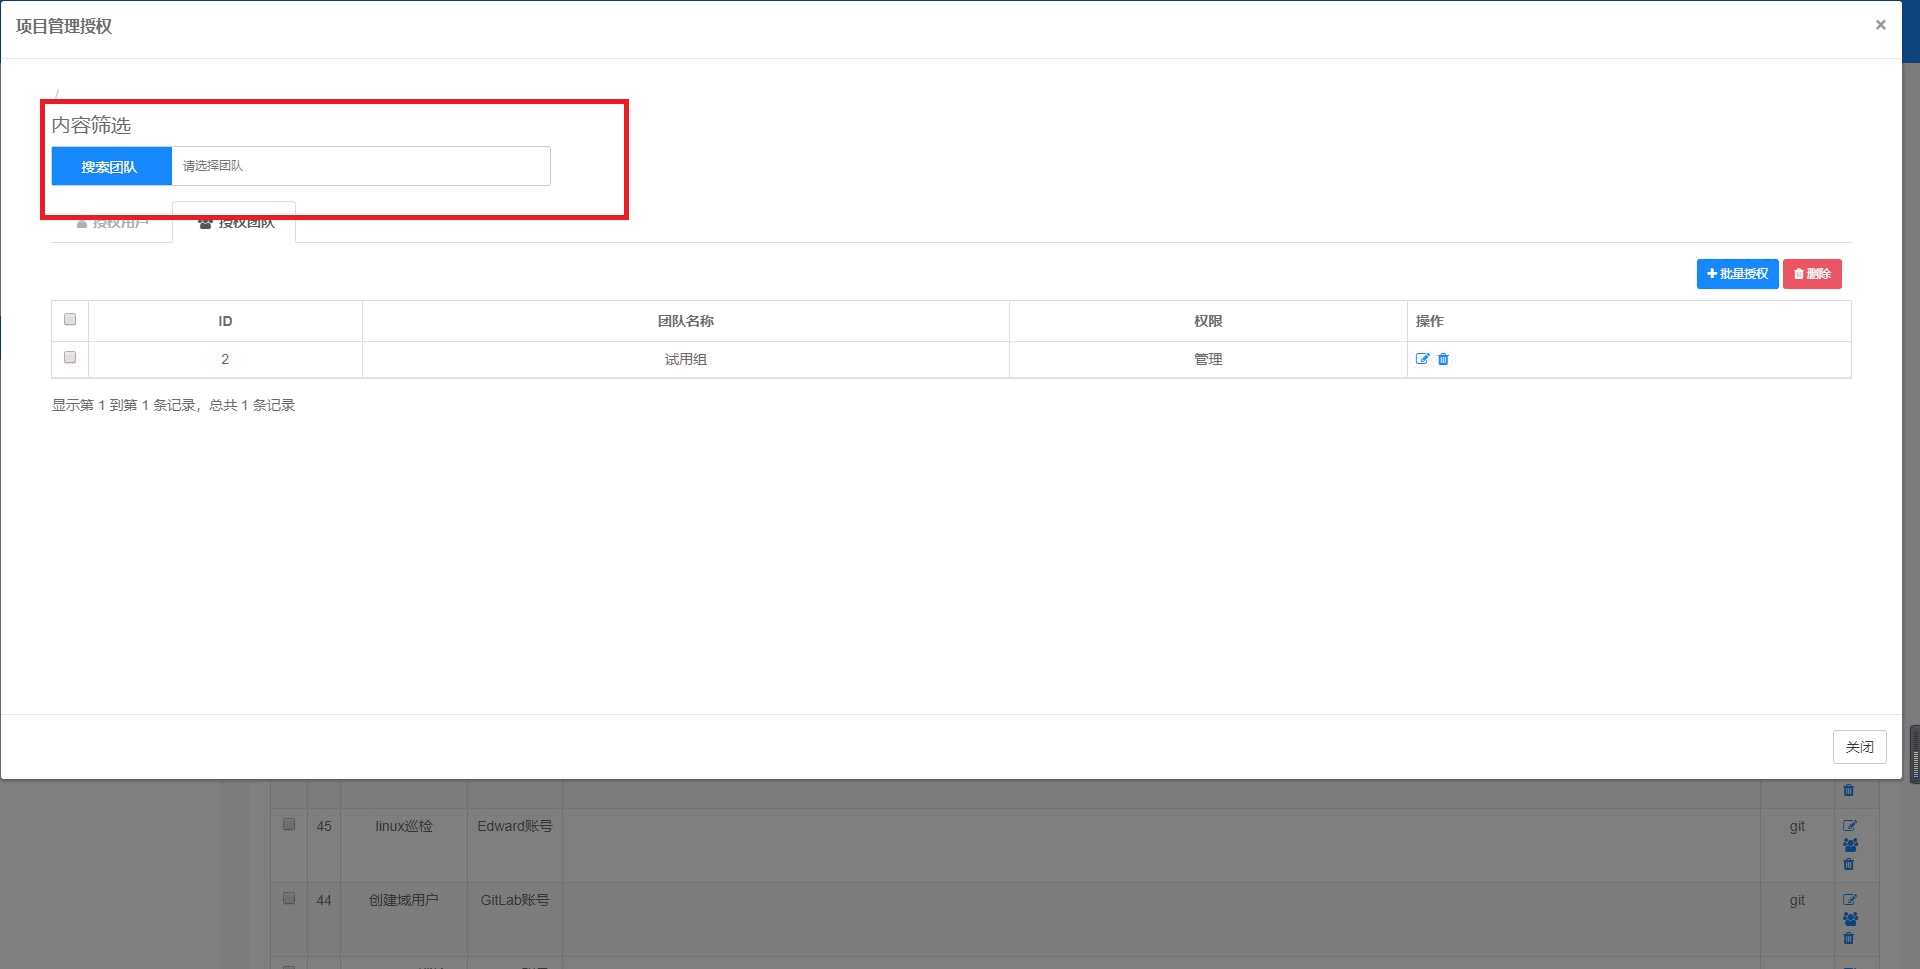 项目管理授权 ×
/
内容筛选
搜索团队 请选择团队
授权用户 授权团队
批量授权 删除
ID 团队名称 权限 操作
2 试用组 管理
显示第 1 到第 1 条记录，总共 1 条记录
关闭
45 linux巡检 Edward账号 git
44 创建域用户 GitLab账号 git